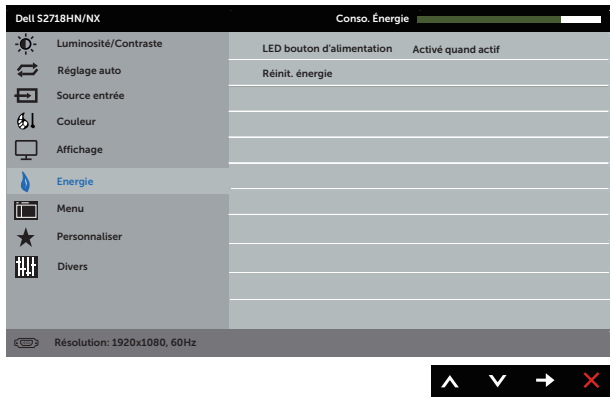 Dell S2718HN/NX Conso. Énergie
Luminosité/Contraste
LED bouton d'alimentation Activé quand actif
Réglage auto
Réinit. énergie
Source entrée
Couleur
Affichage
Energie
Menu
Personnaliser
Divers
Résolution: 1920x1080, 60Hz